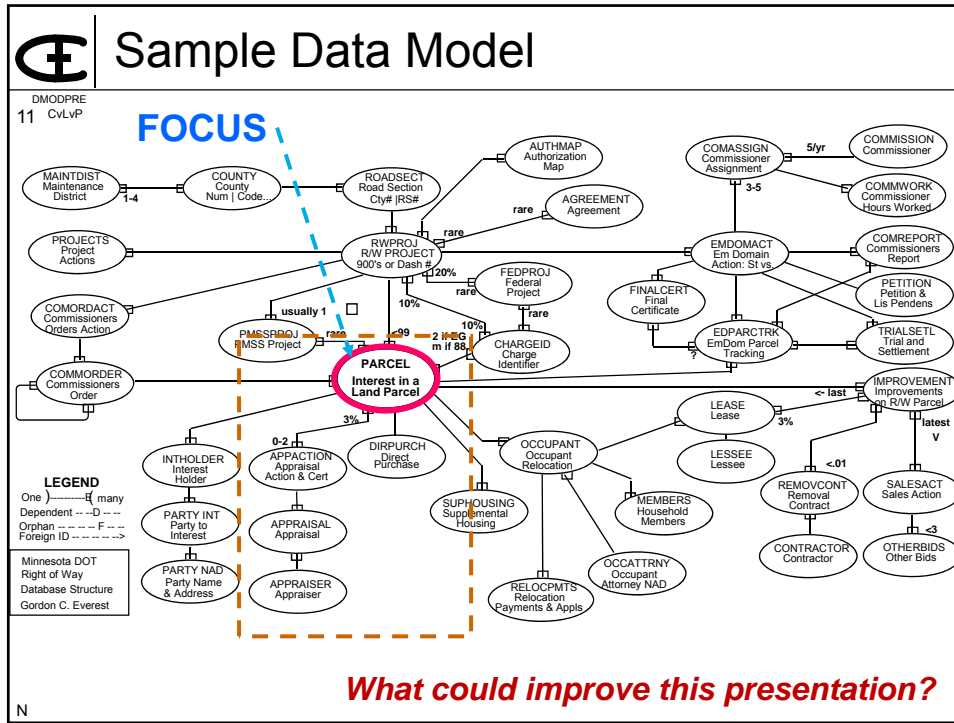 Sample Data Model
DMODPRE
11 CvLvP
FOCUS
AUTHMAP
Authorization
Map
COMASSIGN
Commissioner
Assignment
5/yr
COMMISSION
Commissioner
MAINTDIST
Maintenance
District
1-4
COUNTY
County
Num | Code...
ROADSECT
Road Section
Cty# |RS#
3-5
COMMWORK
Commissioner
Hours Worked
rare
AGREEMENT
Agreement
PROJECTS
Project
Actions
RWPROJ
R/W PROJECT
900's or Dash #
EMDOMACT
Em Domain
Action: St vs.
COMREPORT
Commissioners
Report
20%
rare
FEDPROJ
Federal
Project
FINALCERT
Final
Certificate
PETITION
Petition &
Lis Pendens
COMORDACT
Commissioners
Orders Action
usually 1
10%
rare
PMSSPROJ
PMSS Project
rare
<99
10%
2 if EG
m if 88,
CHARGEID
Charge
Identifier
?
EDPARCTRK
EmDom Parcel
Tracking
TRIALSETL
Trial and
Settlement
COMMORDER
Commissioners
Order
PARCEL
Interest in a
Land Parcel
<- last
IMPROVEMENT
Improvements
on R/W Parcel
3%
LEASE
Lease
3%
latest
V
0-2
INTHOLDER
Interest
Holder
APPACTION
Appraisal
Action & Cert
DIRPURCH
Direct
Purchase
OCCUPANT
Occupant
Relocation
LESSEE
Lessee
<.01
REMOVCONT
Removal
Contract
SALESACT
Sales Action
LEGEND
One )----------E( many
Dependent -- --D -- --
Orphan -- -- -- -- F -- --
Foreign ID -- -- -- -- -->
PARTY INT
Party to
Interest
APPRAISAL
Appraisal
SUPHOUSING
Supplemental
Housing
MEMBERS
Household
Members
<3
CONTRACTOR
Contractor
OTHERBIDS
Other Bids
Minnesota DOT
Right of Way
Database Structure
Gordon C. Everest
PARTY NAD
Party Name
& Address
APPRAISER
Appraiser
RELOCPMTS
Relocation
Payments & Appls
OCCATTRNY
Occupant
Attorney NAD
What could improve this presentation?
N